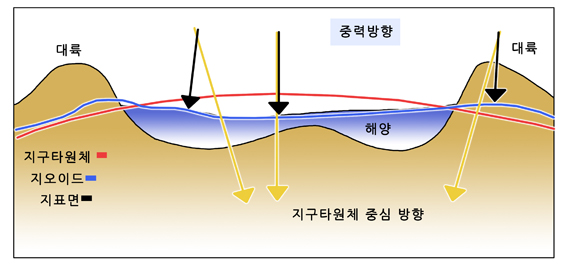 중력방향
대륙
대륙
해양
지구타원체
지오이드
지표면
지구타원체 중심 방향